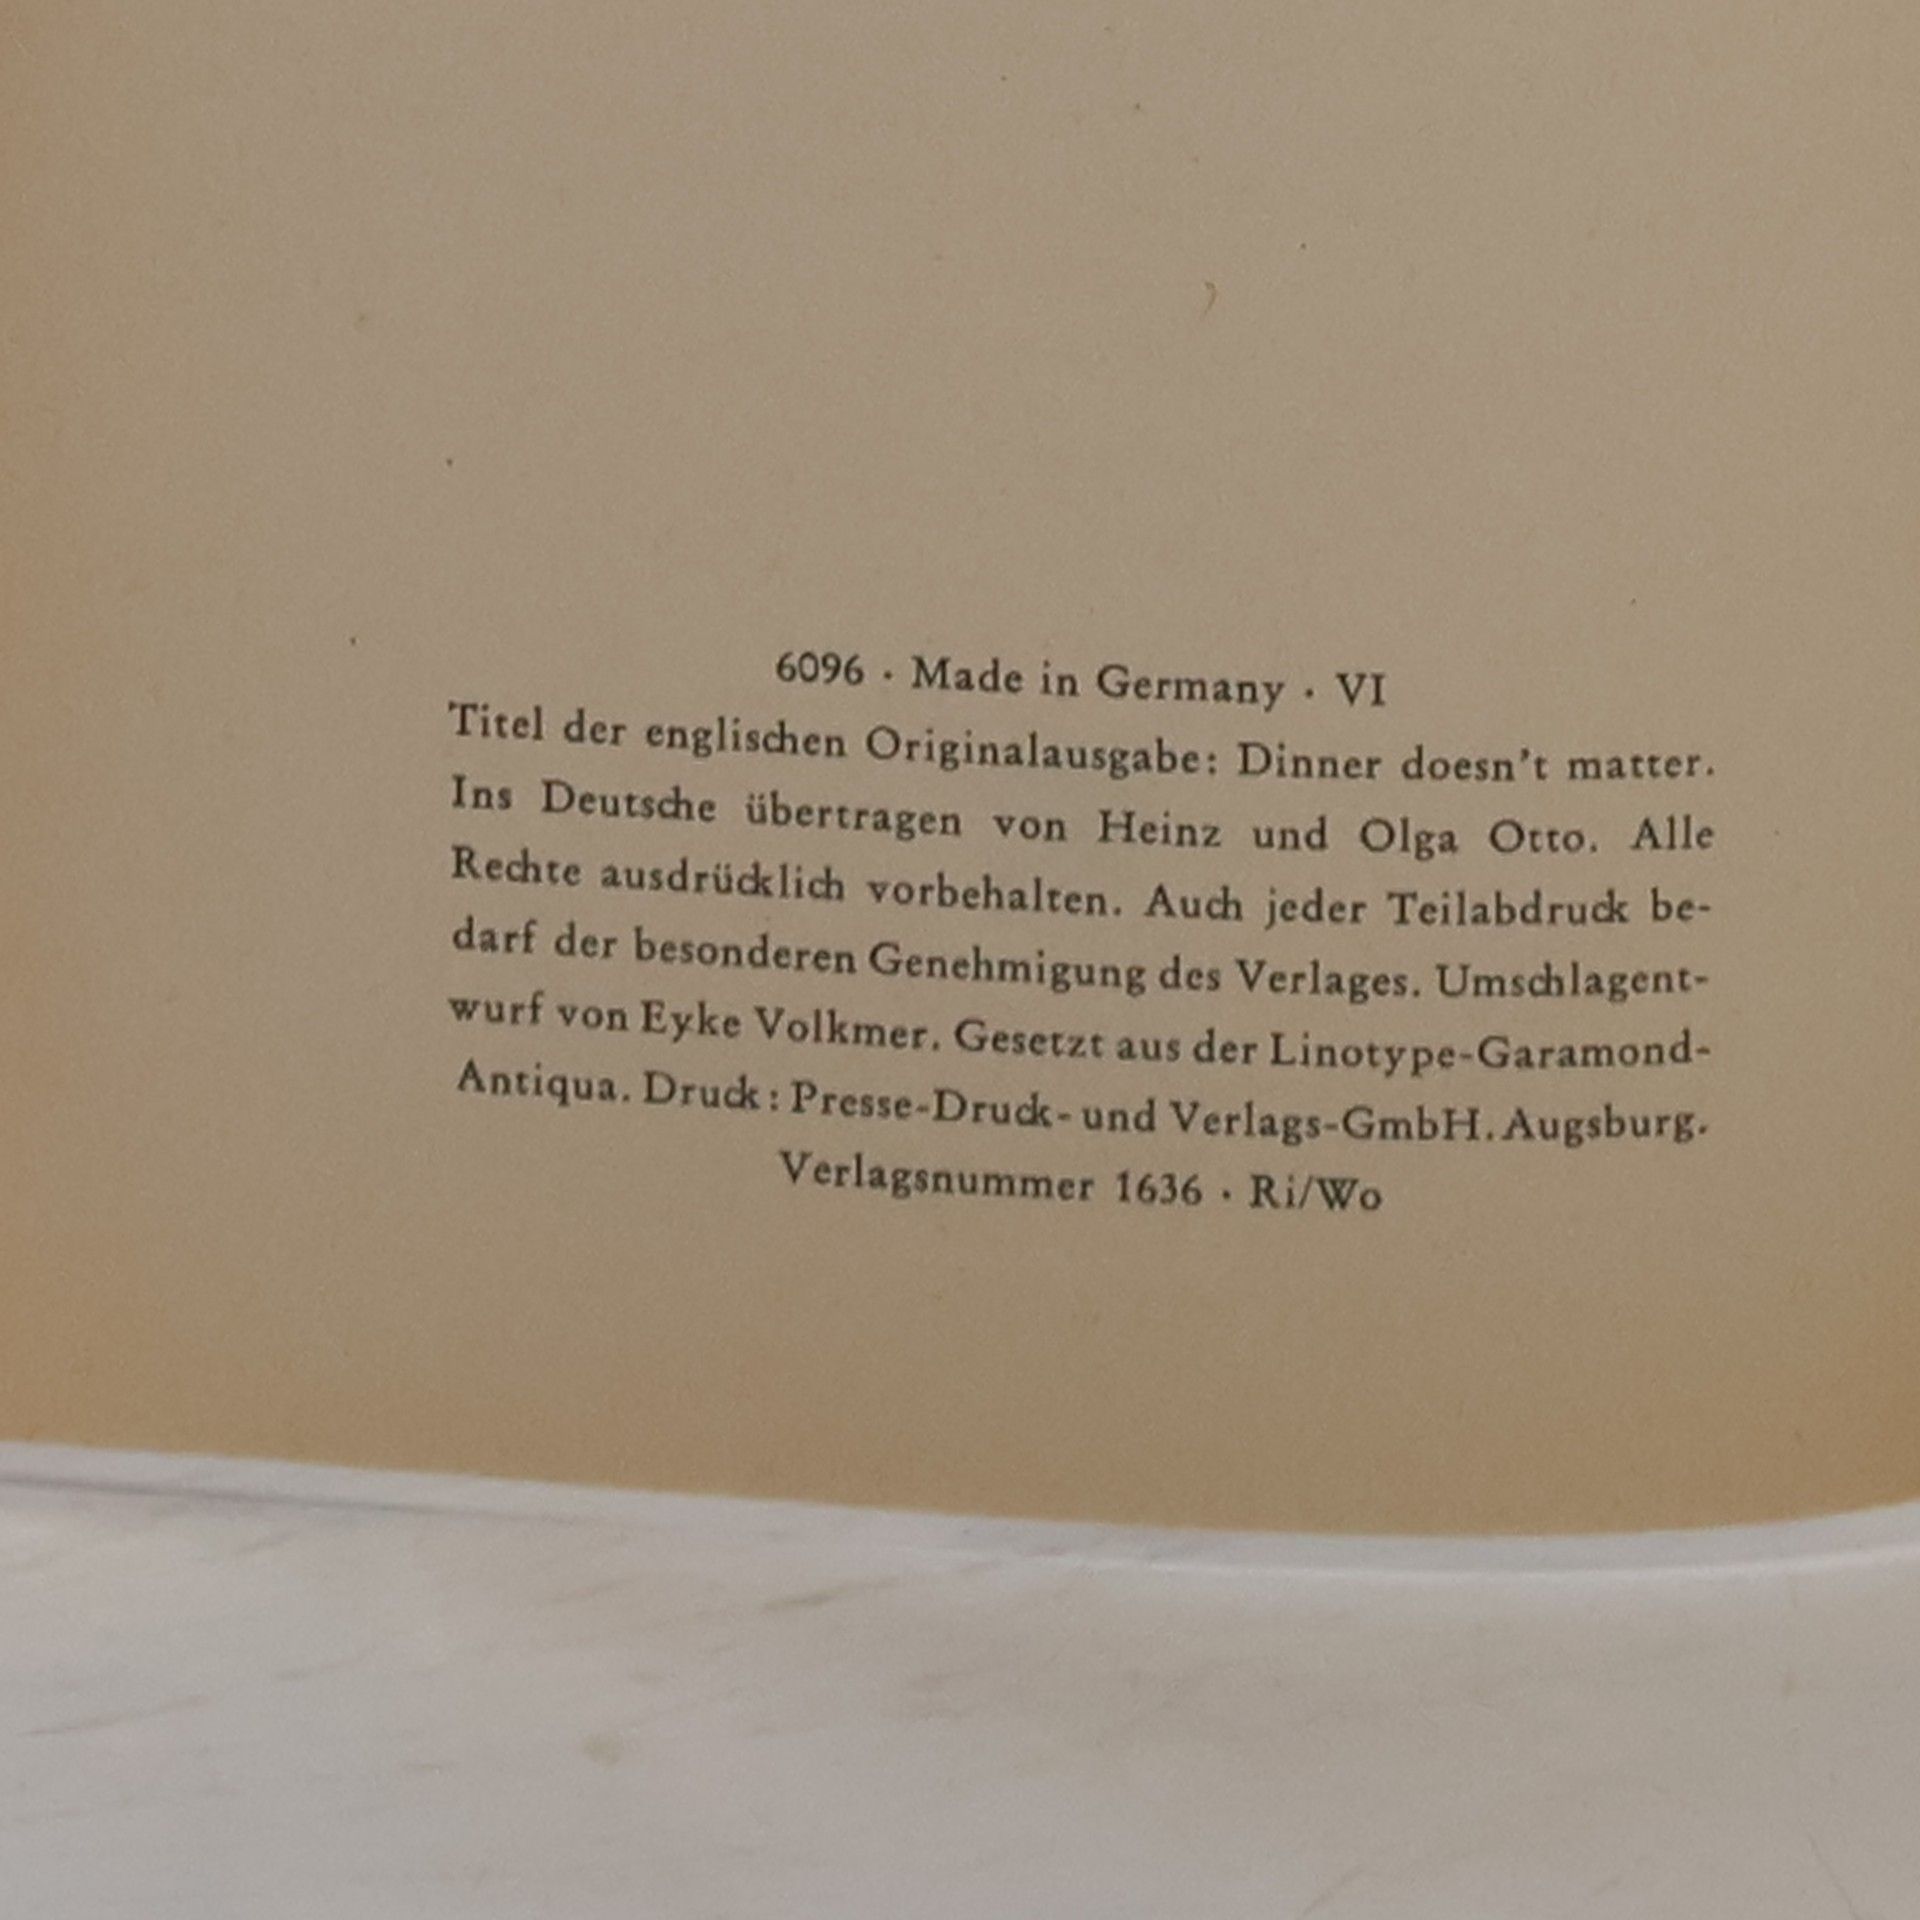 6096 · Made in Germany · VI
Titel der englischen Originalausgabe: Dinner doesn't matter.
Ins Deutsche übertragen von Heinz und Olga Otto. Alle
Rechte ausdrücklich vorbehalten. Auch jeder Teilabdruck be-
darf der besonderen Genehmigung des Verlages. Umschlagent-
wurf von Eyke Volkmer. Gesetzt aus der Linotype-Garamond-
Antiqua. Druck: Presse-Druck- und Verlags-GmbH. Augsburg.
Verlagsnummer 1636 · Ri/Wo